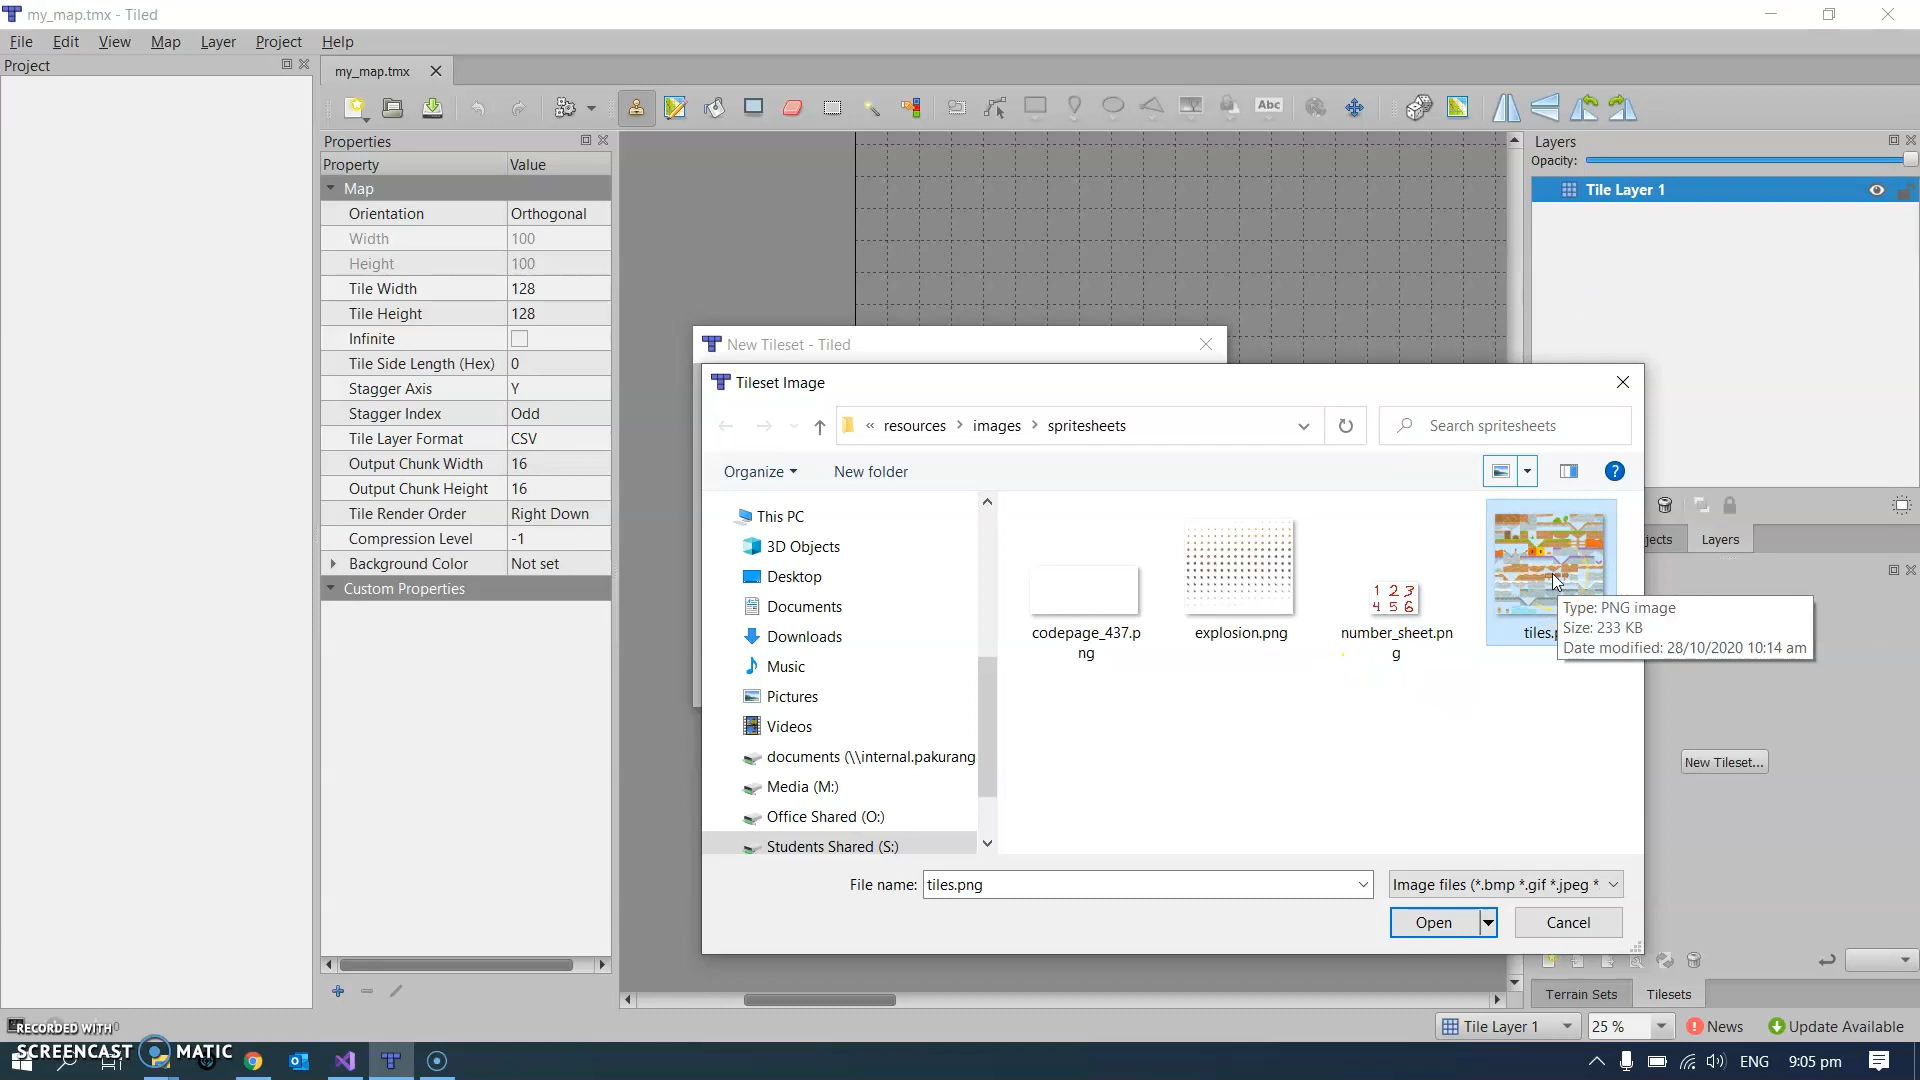 my_map.tmx - Tiled
File Edit View Map Layer Project Help
Project
my_map.tmx
Abc
Properties
Property Value
Map
Orientation Orthogonal
Width 100
Height 100
Tile Width 128
Tile Height 128
Infinite
Tile Side Length (Hex) 0
Stagger Axis Y
Stagger Index Odd
Tile Layer Format CSV
Output Chunk Width 16
Output Chunk Height 16
Tile Render Order Right Down
Compression Level -1
Background Color Not set
Custom Properties
Layers
Opacity:
Tile Layer 1
New Tileset - Tiled
Tileset Image
« resources > images > spritesheets
Search spritesheets
Organize New folder
This PC
3D Objects
Desktop
Documents
Downloads
Music
Pictures
Videos
documents (\\internal.pakurang
Media (M:)
Office Shared (O:)
Students Shared (S:)
codepage_437.p
ng
explosion.png
1 2 3
4 5 6
number_sheet.pn
g
tiles.p
Type: PNG image
Size: 233 KB
Date modified: 28/10/2020 10:14 am
File name: tiles.png
Image files (*.bmp *.gif *.jpeg *
Open Cancel
jects Layers
New Tileset...
Terrain Sets Tilesets
Tile Layer 1 25 % News Update Available
RECORDED WITH
SCREENCAST MATIC
ENG 9:05 pm